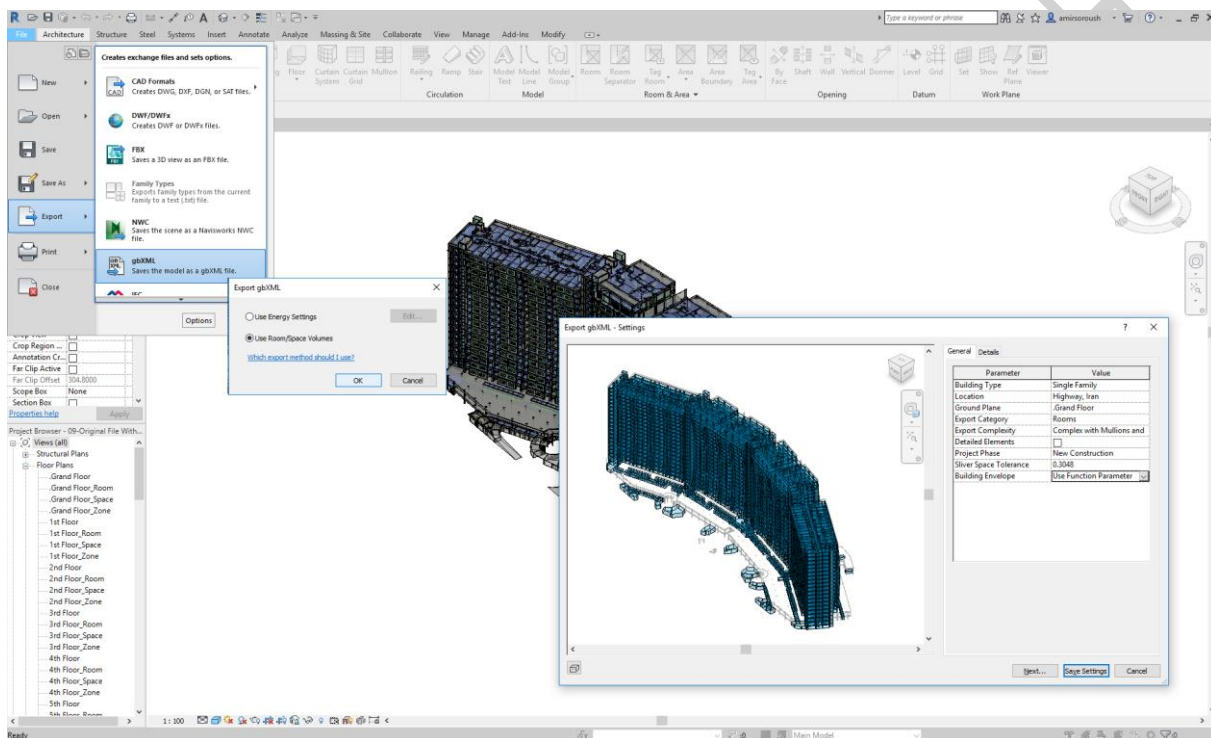 Type a keyword or phrase
amirsoroush
File Architecture Structure Steel Systems Insert Annotate Analyze Massing & Site Collaborate View Manage Add-Ins Modify
Creates exchange files and sets options.
New
CAD Formats
Creates DWG, DXF, DGN, or SAT files.
Open
DWF/DWFx
Creates DWF or DWFx files.
Save
FBX
Saves a 3D view as an FBX file.
Save As
Family Types
Exports family types from the current
family to a text (.txt) file.
Export
NWC
Saves the scene as a Navisworks NWC
file.
Print
gbXML
Saves the model as a gbXML file.
Close
IFC
Options
Floor Curtain System Curtain Grid Mullion Railing Ramp Stair Model Text Model Line Model Group Room Room Separator Tag Room Area Area Boundary Tag Area By Face Shaft Wall Vertical Dormer Level Grid Set Show Ref Plane Viewer
Circulation Model Room & Area Opening Datum Work Plane
TOP
FRONT
RIGHT
Export gbXML
Use Energy Settings
Edit...
Use Room/Space Volumes
Which export method should I use?
OK Cancel
Export gbXML - Settings
General Details
Parameter Value
Building Type Single Family
Location Highway, Iran
Ground Plane .Grand Floor
Export Category Rooms
Export Complexity Complex with Mullions and
Detailed Elements
Project Phase New Construction
Sliver Space Tolerance 0.3048
Building Envelope Use Function Parameter
Next... Save Settings Cancel
Crop View
Crop Region ...
Annotation Cr...
Far Clip Active
Far Clip Offset 304.8000
Scope Box None
Section Box
Properties help Apply
Project Browser - 09-Original File With...
Views (all)
Structural Plans
Floor Plans
.Grand Floor
.Grand Floor_Room
.Grand Floor_Space
.Grand Floor_Zone
1st Floor
1st Floor_Room
1st Floor_Space
1st Floor_Zone
2nd Floor
2nd Floor_Room
2nd Floor_Space
2nd Floor_Zone
3rd Floor
3rd Floor_Room
3rd Floor_Space
3rd Floor_Zone
4th Floor
4th Floor_Room
4th Floor_Space
4th Floor_Zone
5th Floor
5th Floor_Room
1 : 100
Ready
:0
Main Model
:0